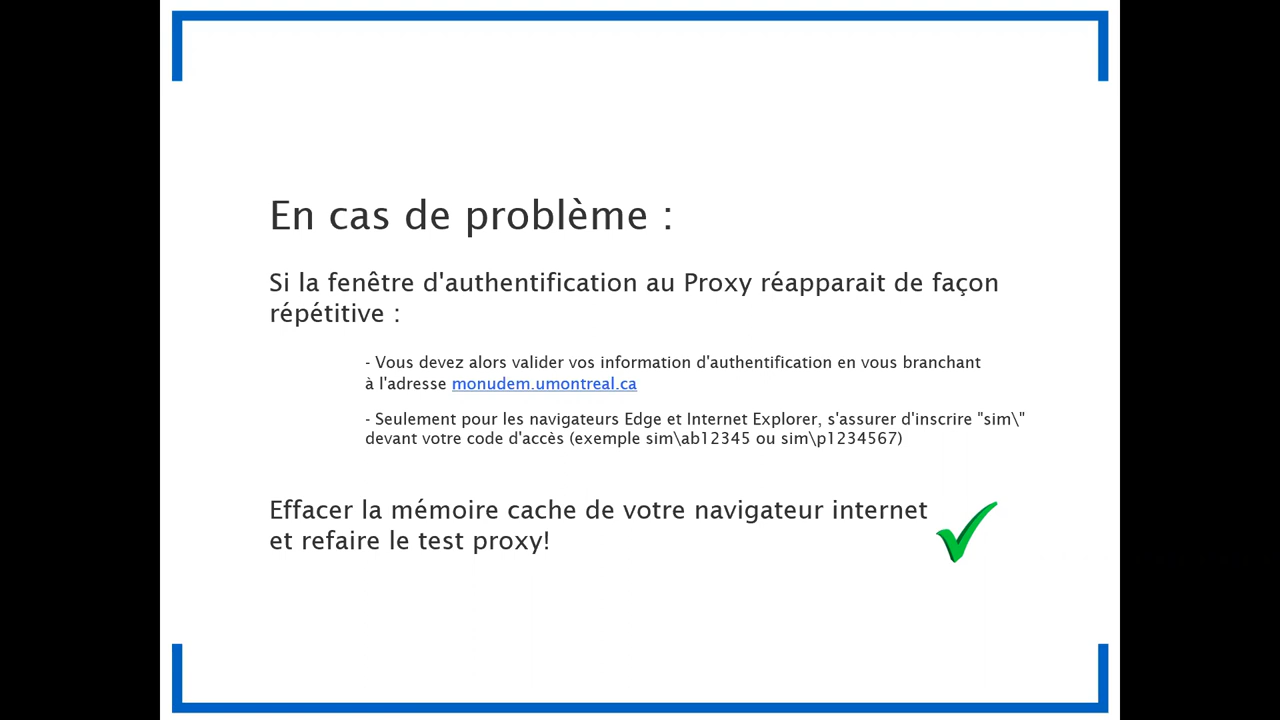 En cas de problème :
Si la fenêtre d'authentification au Proxy réapparait de façon
répétitive :
- Vous devez alors valider vos information d'authentification en vous branchant
à l'adresse monudem.umontreal.ca
- Seulement pour les navigateurs Edge et Internet Explorer, s'assurer d'inscrire "sim\"
devant votre code d'accès (exemple sim\ab12345 ou sim\p1234567)
Effacer la mémoire cache de votre navigateur internet
et refaire le test proxy!